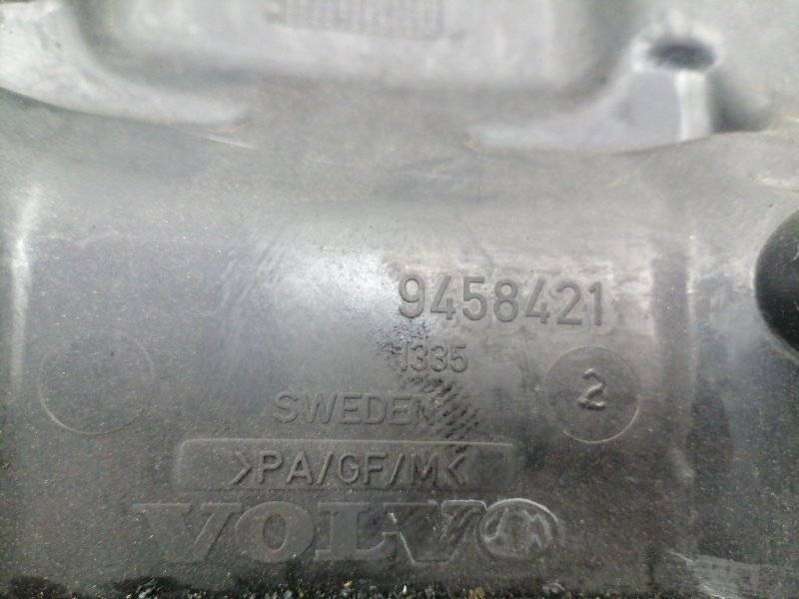 9458421
1335
2
SWEDEN
>PA/GF/M<
VOLVO